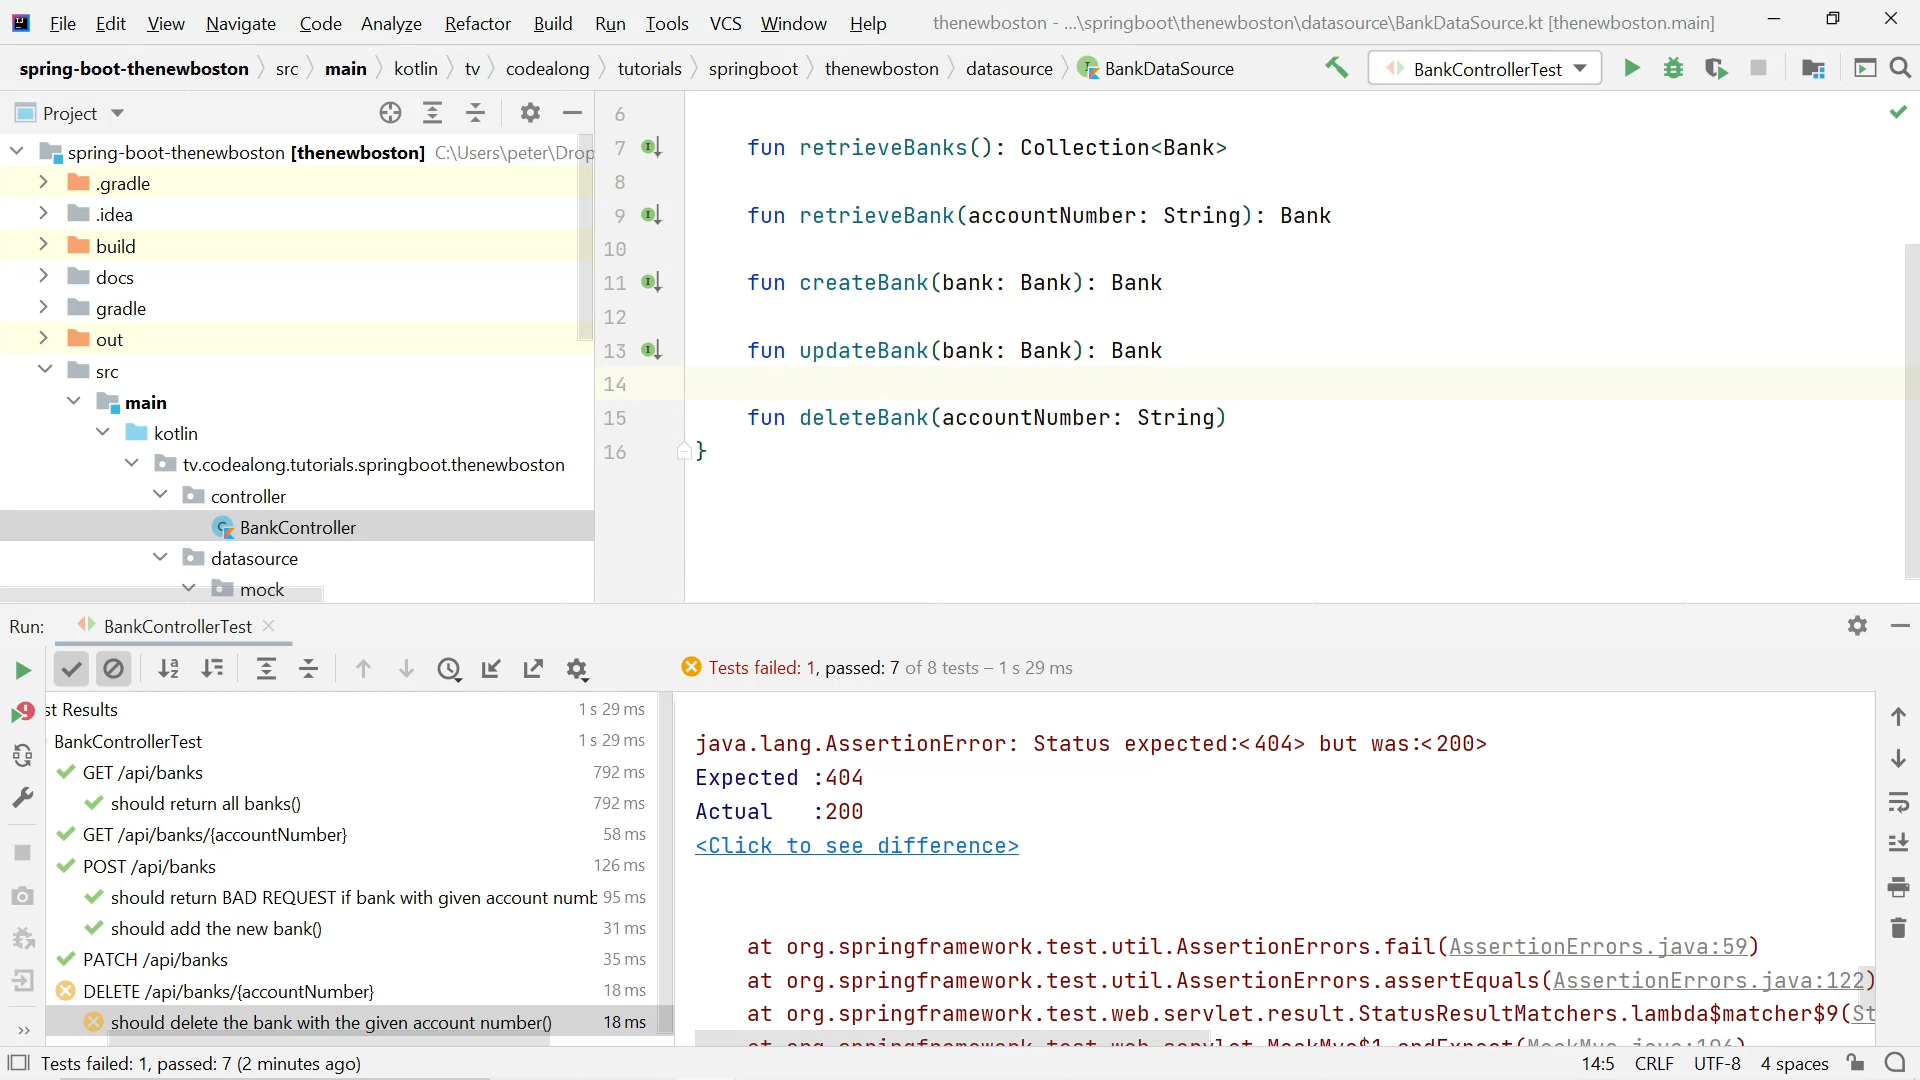 File Edit View Navigate Code Analyze Refactor Build Run Tools VCS Window Help thenewboston - ...\springboot\thenewboston\datasource\BankDataSource.kt [thenewboston.main]
spring-boot-thenewboston src main kotlin tv codealong tutorials springboot thenewboston datasource BankDataSource BankControllerTest
Project
spring-boot-thenewboston [thenewboston] C:\Users\peter\Drop
.gradle
.idea
build
docs
gradle
out
src
main
kotlin
tv.codealong.tutorials.springboot.thenewboston
controller
BankController
datasource
mock
6
7 fun retrieveBanks(): Collection<Bank>
8
9 fun retrieveBank(accountNumber: String): Bank
10
11 fun createBank(bank: Bank): Bank
12
13 fun updateBank(bank: Bank): Bank
14
15 fun deleteBank(accountNumber: String)
16 }
Run: BankControllerTest
Tests failed: 1, passed: 7 of 8 tests – 1 s 29 ms
st Results 1 s 29 ms
BankControllerTest 1 s 29 ms
GET /api/banks 792 ms
should return all banks() 792 ms
GET /api/banks/{accountNumber} 58 ms
POST /api/banks 126 ms
should return BAD REQUEST if bank with given account numb 95 ms
should add the new bank() 31 ms
PATCH /api/banks 35 ms
DELETE /api/banks/{accountNumber} 18 ms
should delete the bank with the given account number() 18 ms
java.lang.AssertionError: Status expected:<404> but was:<200>
Expected :404
Actual :200
<Click to see difference>
at org.springframework.test.util.AssertionErrors.fail(AssertionErrors.java:59)
at org.springframework.test.util.AssertionErrors.assertEquals(AssertionErrors.java:122)
at org.springframework.test.web.servlet.result.StatusResultMatchers.lambda$matcher$9(St
at org.springframework.test.web.servlet.MockMvc$1.andExpect(MockMvc.java:196)
Tests failed: 1, passed: 7 (2 minutes ago) 14:5 CRLF UTF-8 4 spaces